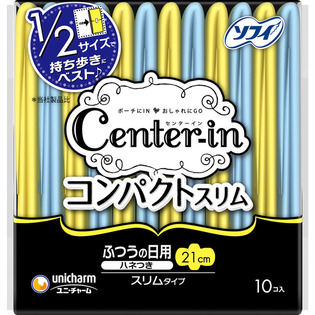 1/2サイズで
持ち歩きに
ベスト♪
*当社製品比
ソフィ
ポーチにIN おしゃれにGO
センターイン
Center-in
コンパクトスリム
ふつうの日用
ハネつき
21cm
スリムタイプ
unicharm
ユニ・チャーム
10コ入